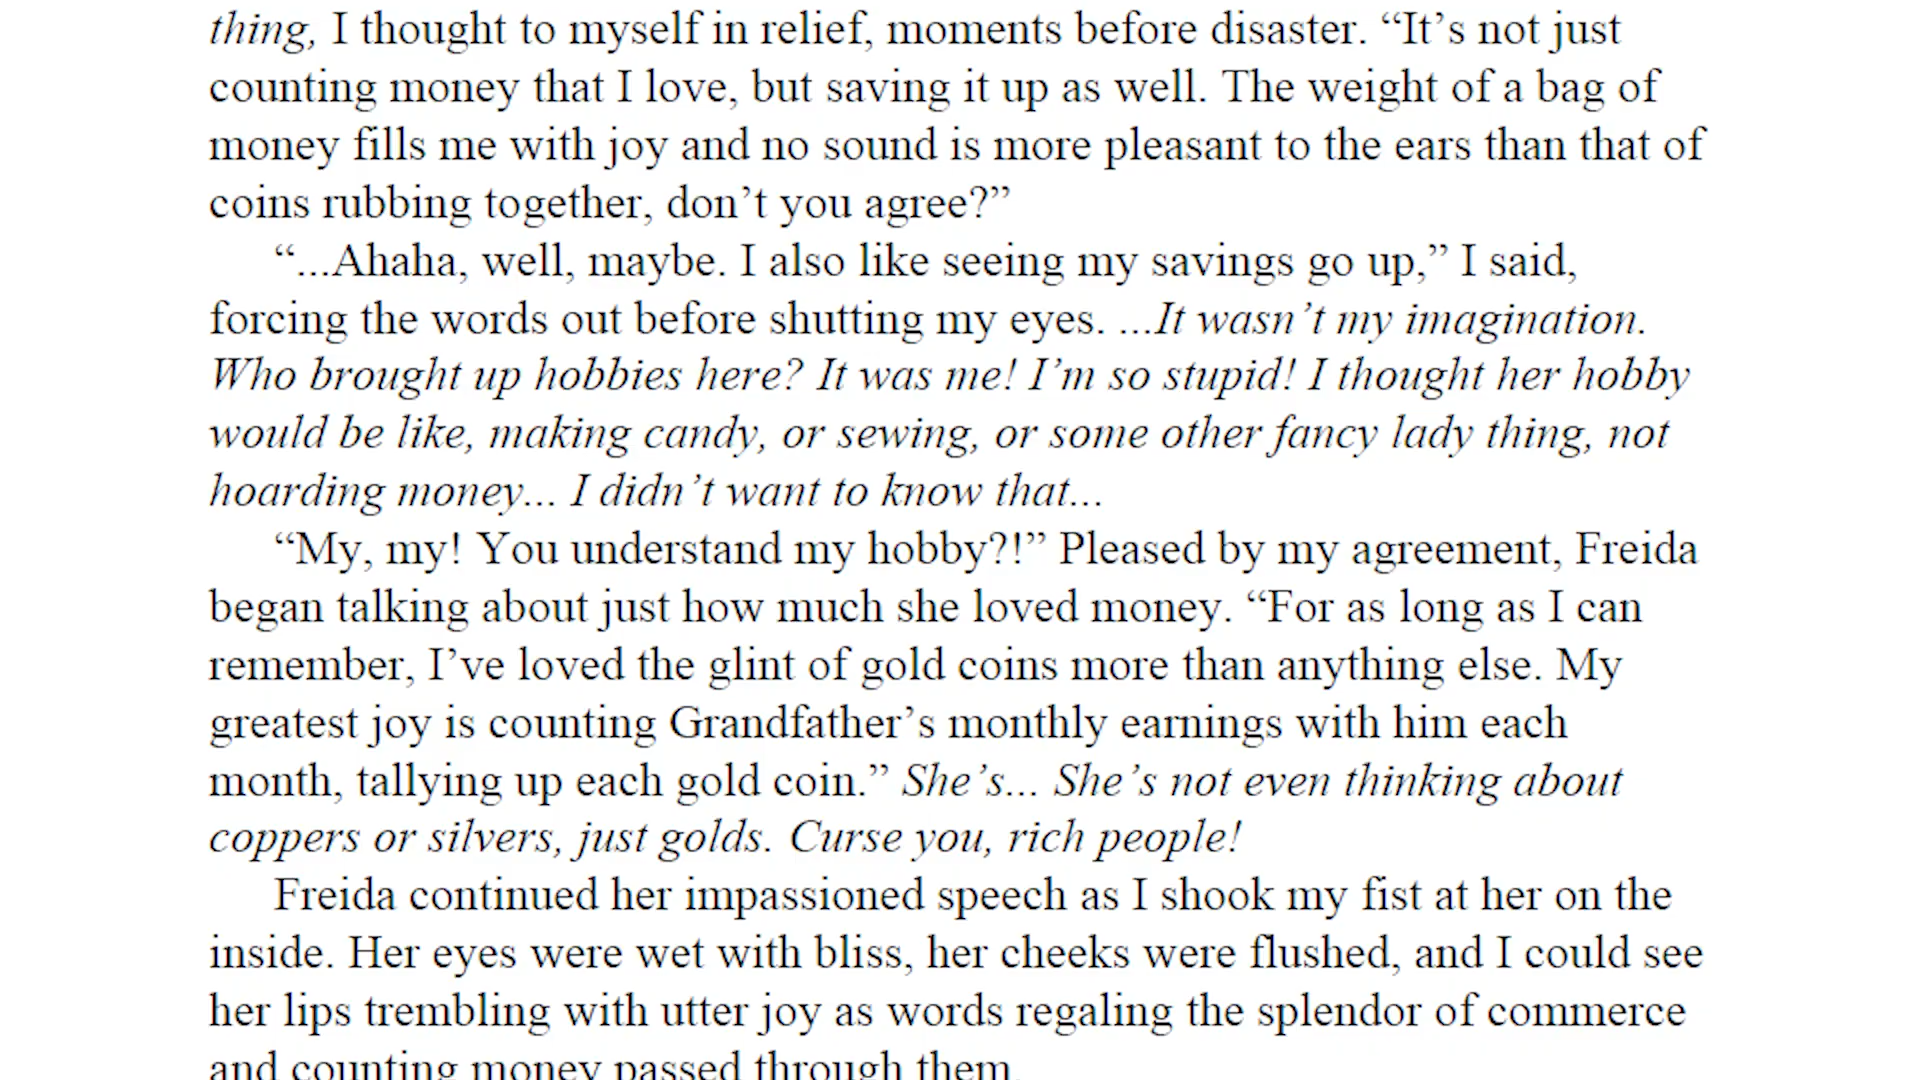 thing, I thought to myself in relief, moments before disaster. “It’s not just
counting money that I love, but saving it up as well. The weight of a bag of
money fills me with joy and no sound is more pleasant to the ears than that of
coins rubbing together, don’t you agree?”
“...Ahaha, well, maybe. I also like seeing my savings go up,” I said,
forcing the words out before shutting my eyes. ...It wasn’t my imagination.
Who brought up hobbies here? It was me! I’m so stupid! I thought her hobby
would be like, making candy, or sewing, or some other fancy lady thing, not
hoarding money... I didn’t want to know that...
“My, my! You understand my hobby?!” Pleased by my agreement, Freida
began talking about just how much she loved money. “For as long as I can
remember, I’ve loved the glint of gold coins more than anything else. My
greatest joy is counting Grandfather’s monthly earnings with him each
month, tallying up each gold coin.” She’s... She’s not even thinking about
coppers or silvers, just golds. Curse you, rich people!
Freida continued her impassioned speech as I shook my fist at her on the
inside. Her eyes were wet with bliss, her cheeks were flushed, and I could see
her lips trembling with utter joy as words regaling the splendor of commerce
and counting money passed through them.